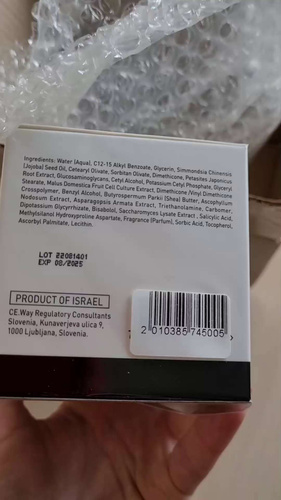 Ingredients: Water (Aqua), C12-15 Alkyl Benzoate, Glycerin, Simmondsia Chinensis
(Jojoba) Seed Oil, Cetearyl Olivate, Sorbitan Olivate, Dimethicone, Petasites Japonicus
Root Extract, Glucosaminoglycans, Cetyl Alcohol, Potassium Cetyl Phosphate, Glyceryl
Stearate, Malus Domestica Fruit Cell Culture Extract, Dimethicone/Vinyl Dimethicone
Crosspolymer, Benzyl Alcohol, Butyrospermum Parkii (Shea) Butter, Ascophyllum
Nodosum Extract, Asparagopsis Armata Extract, Triethanolamine, Carbomer,
Dipotassium Glycyrrhizate, Bisabolol, Saccharomyces Lysate Extract, Salicylic Acid,
Methylsilanol Hydroxyproline Aspartate, Fragrance (Parfum), Sorbic Acid, Tocopherol,
Ascorbyl Palmitate, Lecithin.
LOT 22081401
EXP 08/2025
PRODUCT OF ISRAEL
CE.Way Regulatory Consultants
Slovenia, Kunaverjeva ulica 9,
1000 Ljubljana, Slovenia.
2 010385 745005